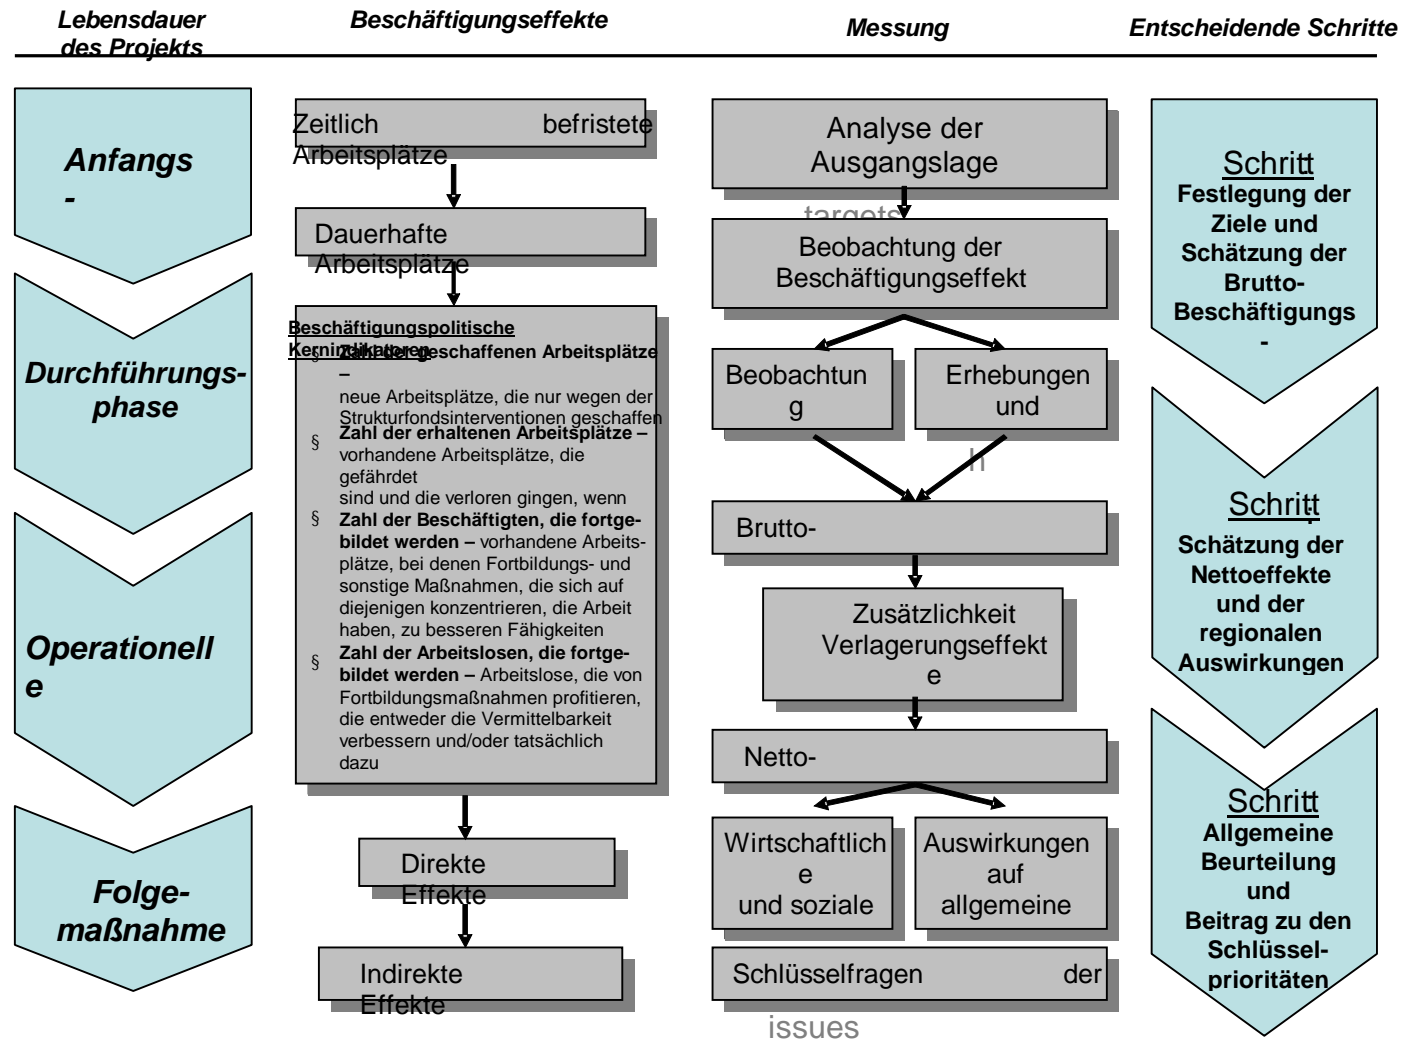 Lebensdauer
des Projekts
Beschäftigungseffekte
Messung
Entscheidende Schritte
Anfangs
-
Durchführungs-
phase
Operationell
e
Folge-
maßnahme
Zeitlich befristete
Arbeitsplätze
Dauerhafte
Arbeitsplätze
Beschäftigungspolitische
Kernindikatoren
§ Zahl der geschaffenen Arbeitsplätze
–
neue Arbeitsplätze, die nur wegen der
Strukturfondsinterventionen geschaffen
§ Zahl der erhaltenen Arbeitsplätze –
vorhandene Arbeitsplätze, die
gefährdet
sind und die verloren gingen, wenn
§ Zahl der Beschäftigten, die fortge-
bildet werden – vorhandene Arbeits-
plätze, bei denen Fortbildungs- und
sonstige Maßnahmen, die sich auf
diejenigen konzentrieren, die Arbeit
haben, zu besseren Fähigkeiten
§ Zahl der Arbeitslosen, die fortge-
bildet werden – Arbeitslose, die von
Fortbildungsmaßnahmen profitieren,
die entweder die Vermittelbarkeit
verbessern und/oder tatsächlich
dazu
Direkte
Effekte
Indirekte
Effekte
Analyse der
Ausgangslage
targets
Beobachtung der
Beschäftigungseffekt
Beobachtun
g
Erhebungen
und
h
Brutto-
Zusätzlichkeit
Verlagerungseffekt
e
Netto-
Wirtschaftlich
e
und soziale
Auswirkungen
auf
allgemeine
Schlüsselfragen der
issues
Schritt
Festlegung der
Ziele und
Schätzung der
Brutto-
Beschäftigungs
-
Schritt
Schätzung der
Nettoeffekte
und der
regionalen
Auswirkungen
Schritt
Allgemeine
Beurteilung
und
Beitrag zu den
Schlüssel-
prioritäten